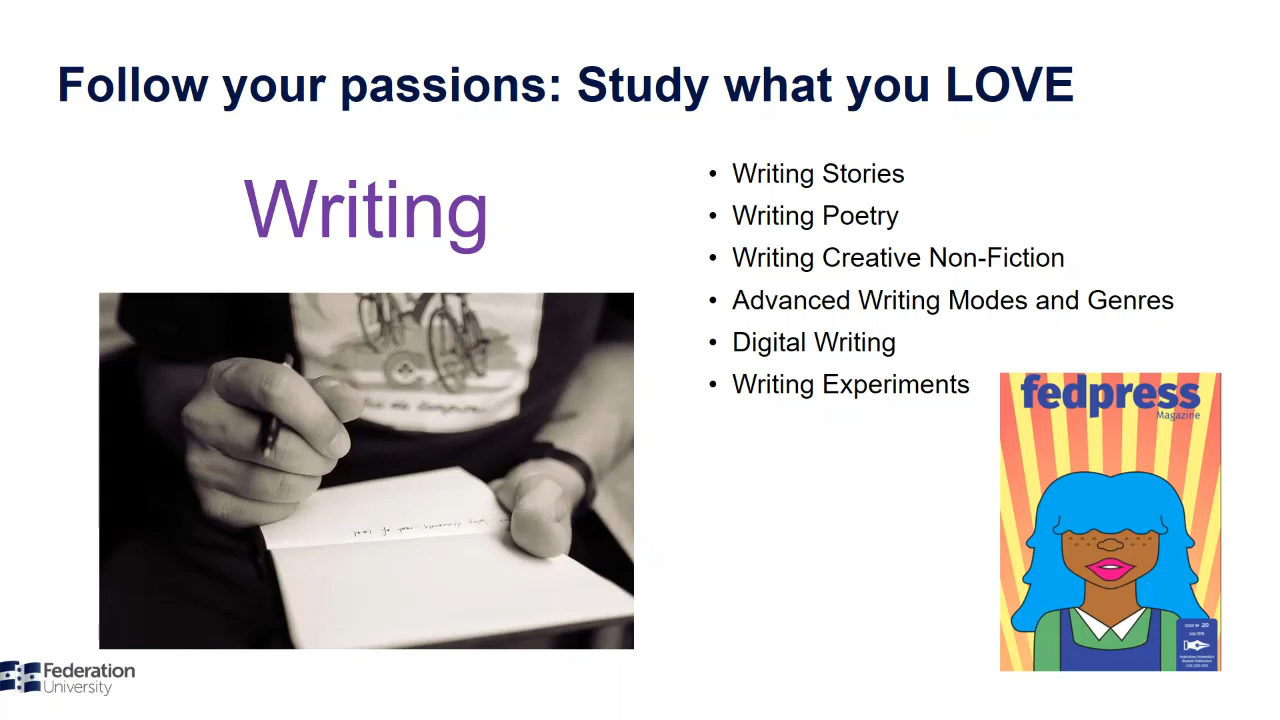 Follow your passions: Study what you LOVE
Writing
• Writing Stories
• Writing Poetry
• Writing Creative Non-Fiction
• Advanced Writing Modes and Genres
• Digital Writing
• Writing Experiments
fedpress
Magazine
Federation
University